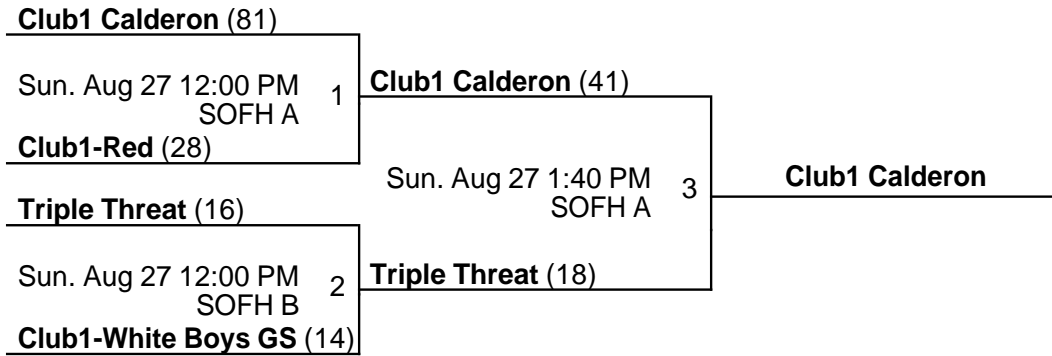 Club1 Calderon (81)
Sun. Aug 27 12:00 PM
SOFH A
1
Club1-Red (28)
Club1 Calderon (41)
Triple Threat (16)
Sun. Aug 27 12:00 PM
SOFH B
2
Club1-White Boys GS (14)
Sun. Aug 27 1:40 PM
SOFH A
3
Triple Threat (18)
Club1 Calderon